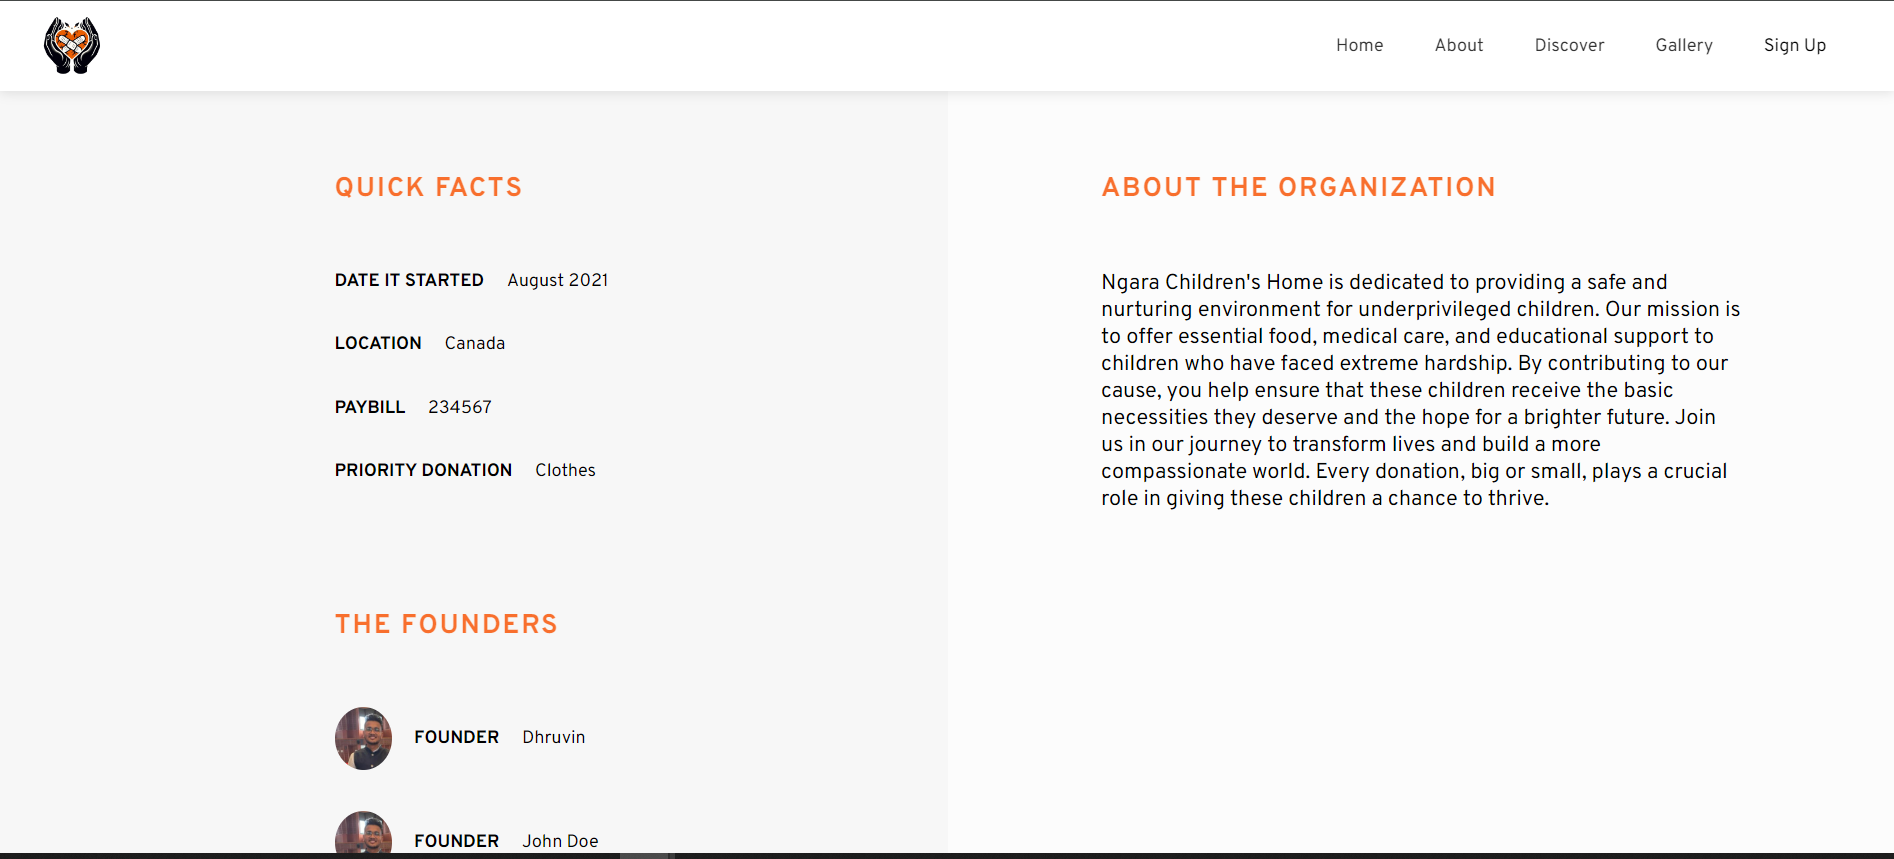 Home About Discover Gallery Sign Up
QUICK FACTS
DATE IT STARTED August 2021
LOCATION Canada
PAYBILL 234567
PRIORITY DONATION Clothes
THE FOUNDERS
FOUNDER Dhruvin
FOUNDER John Doe
ABOUT THE ORGANIZATION
Ngara Children's Home is dedicated to providing a safe and
nurturing environment for underprivileged children. Our mission is
to offer essential food, medical care, and educational support to
children who have faced extreme hardship. By contributing to our
cause, you help ensure that these children receive the basic
necessities they deserve and the hope for a brighter future. Join
us in our journey to transform lives and build a more
compassionate world. Every donation, big or small, plays a crucial
role in giving these children a chance to thrive.